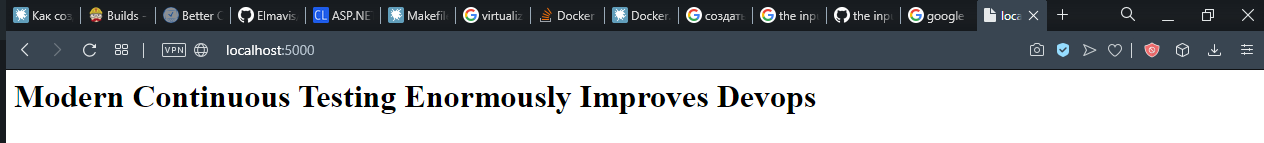 Как соз Builds - Better C Elmavis ASP.NE Makefil virtualiz Docker Docker. создать the inpu the inpu google loca
VPN localhost:5000
Modern Continuous Testing Enormously Improves Devops